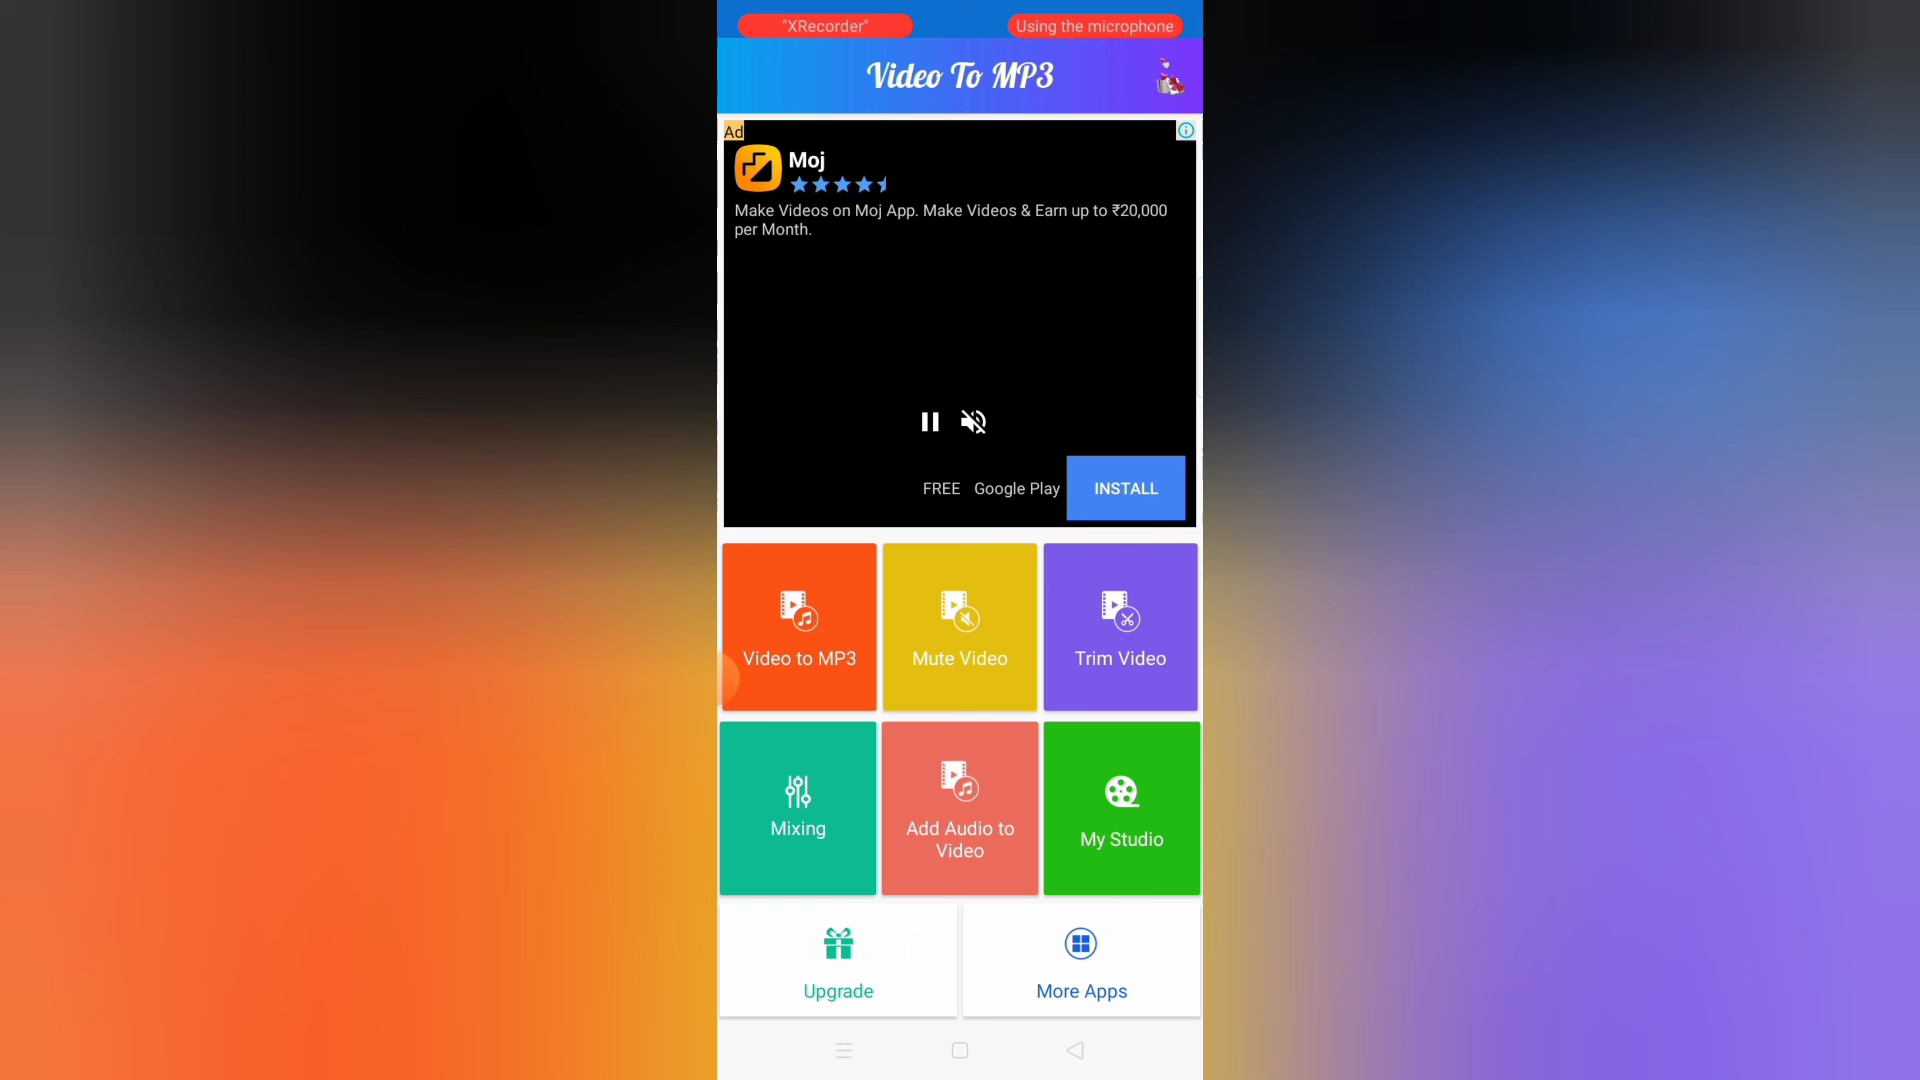 "XRecorder"
Using the microphone
Video To MP3
Ad
Moj
Make Videos on Moj App. Make Videos & Earn up to ₹20,000
per Month.
FREE Google Play INSTALL
Video to MP3
Mute Video
Trim Video
Mixing
Add Audio to
Video
My Studio
Upgrade
More Apps